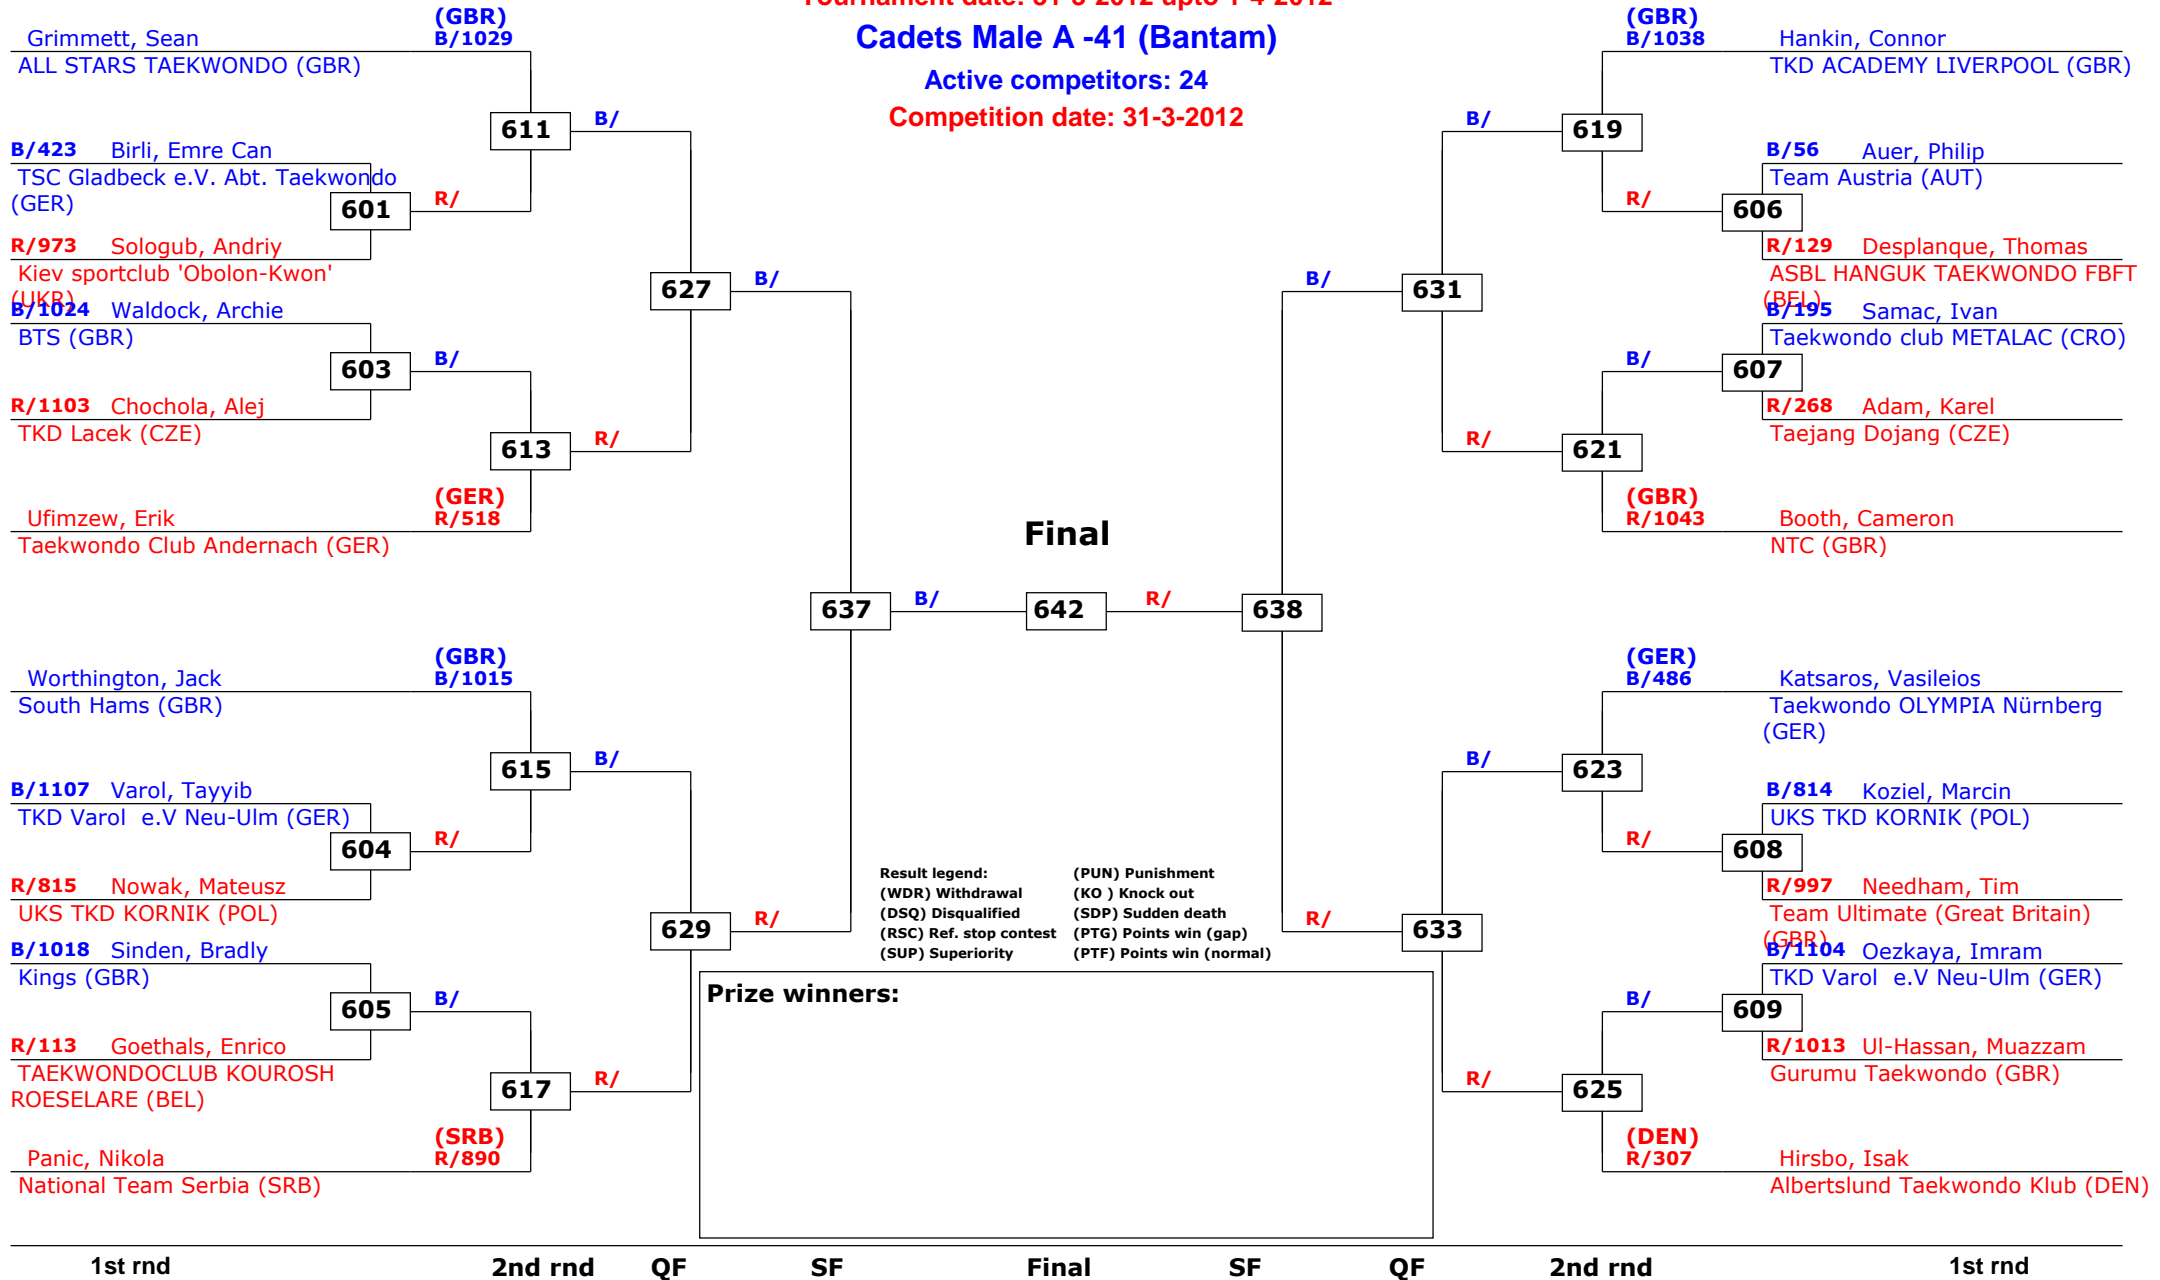 Tournament date: 31-3-2012 upto 1-4-2012
Cadets Male A -41 (Bantam)
Active competitors: 24
Competition date: 31-3-2012
(GBR)
Grimmett, Sean B/1029
ALL STARS TAEKWONDO (GBR)
611
B/
B/423 Birli, Emre Can
TSC Gladbeck e.V. Abt. Taekwondo
(GER)
601
R/
R/973 Sologub, Andriy
Kiev sportclub 'Obolon-Kwon'
(UKR)
627
B/
B/1024 Waldock, Archie
BTS (GBR)
603
B/
R/1103 Chochola, Alej
TKD Lacek (CZE)
613
R/
(GER)
Ufimzew, Erik R/518
Taekwondo Club Andernach (GER)
637
B/
(GBR)
Worthington, Jack B/1015
South Hams (GBR)
615
B/
B/1107 Varol, Tayyib
TKD Varol e.V Neu-Ulm (GER)
604
R/
R/815 Nowak, Mateusz
UKS TKD KORNIK (POL)
629
R/
B/1018 Sinden, Bradly
Kings (GBR)
605
B/
R/113 Goethals, Enrico
TAEKWONDOCLUB KOUROSH
ROESELARE (BEL)
617
R/
(SRB)
Panic, Nikola R/890
National Team Serbia (SRB)
Final
642
R/
638
(GBR)
B/1038 Hankin, Connor
TKD ACADEMY LIVERPOOL (GBR)
B/
619
B/56 Auer, Philip
Team Austria (AUT)
R/
606
R/129 Desplanque, Thomas
ASBL HANGUK TAEKWONDO FBFT
(BEL)
B/
631
B/195 Samac, Ivan
Taekwondo club METALAC (CRO)
B/
607
R/268 Adam, Karel
Taejang Dojang (CZE)
R/
621
(GBR)
R/1043 Booth, Cameron
NTC (GBR)
(GER)
B/486 Katsaros, Vasileios
Taekwondo OLYMPIA Nürnberg
(GER)
B/
623
B/814 Koziel, Marcin
UKS TKD KORNIK (POL)
R/
608
R/997 Needham, Tim
Team Ultimate (Great Britain)
(GBR)
R/
633
B/1104 Oezkaya, Imram
TKD Varol e.V Neu-Ulm (GER)
B/
609
R/1013 Ul-Hassan, Muazzam
Gurumu Taekwondo (GBR)
R/
625
(DEN)
R/307 Hirsbo, Isak
Albertslund Taekwondo Klub (DEN)
Result legend: (PUN) Punishment
(WDR) Withdrawal (KO ) Knock out
(DSQ) Disqualified (SDP) Sudden death
(RSC) Ref. stop contest (PTG) Points win (gap)
(SUP) Superiority (PTF) Points win (normal)
Prize winners:
1st rnd 2nd rnd QF SF Final SF QF 2nd rnd 1st rnd